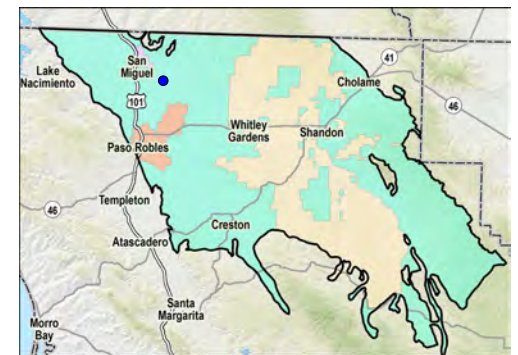 Lake
Nacimiento
San
Miguel
101
Paso Robles
Whitley
Gardens
Shandon
Cholame
41
46
Templeton
46
Atascadero
Creston
Santa
Margarita
Morro
Bay